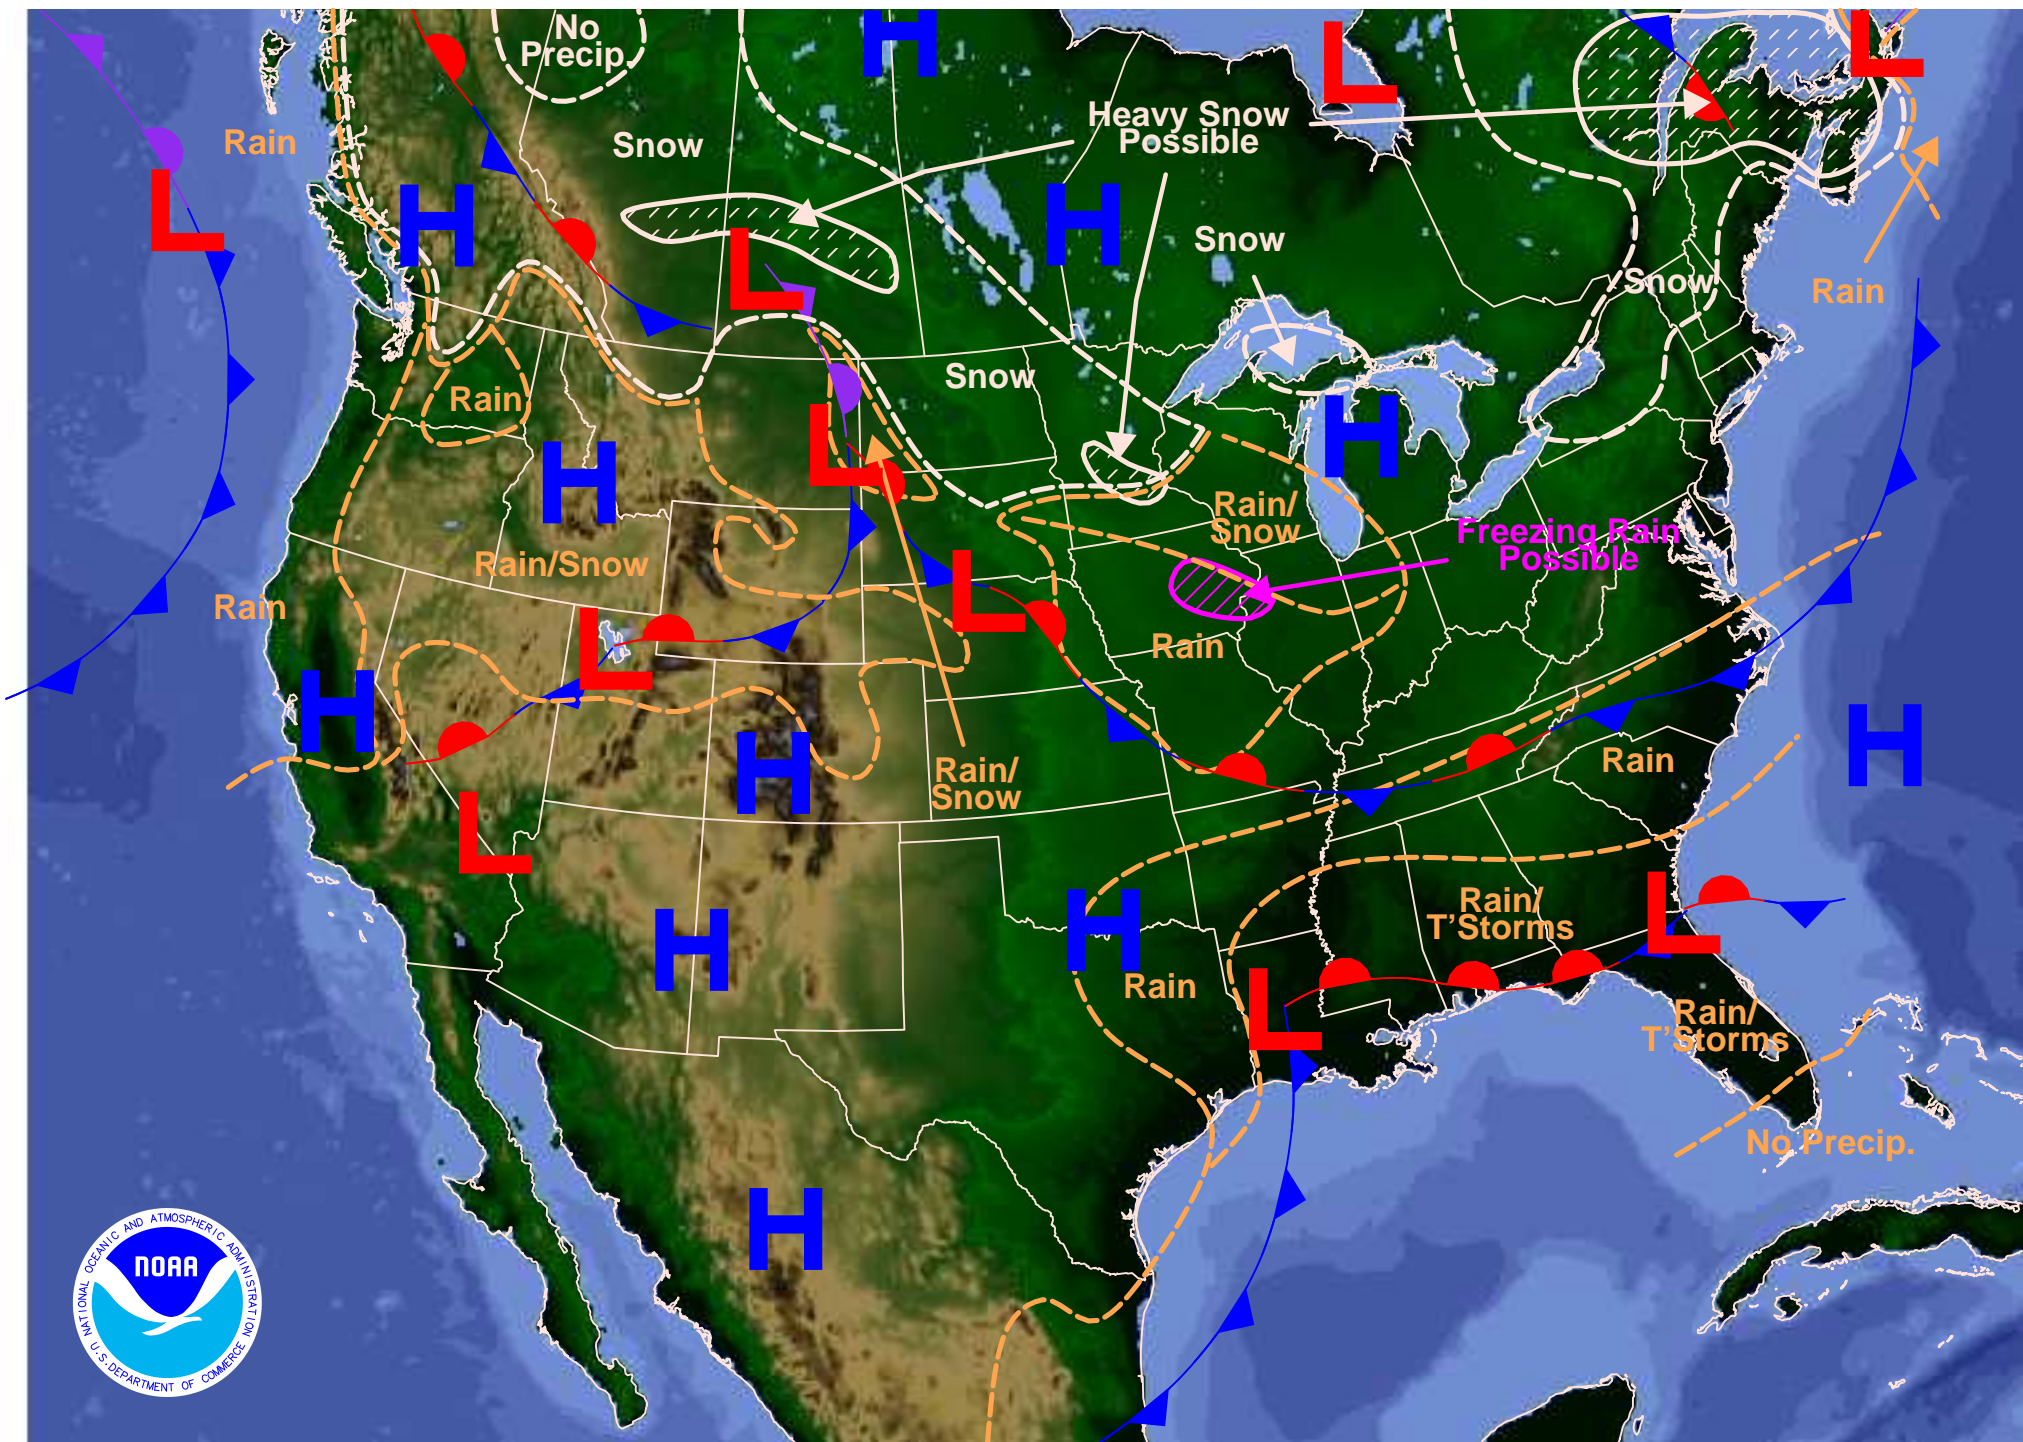 No
Precip.
H
L
L
Heavy Snow
Possible
Rain
Snow
L
H
H
Snow
L
Snow
Rain
Snow
Rain
L
H
H
Rain/
Snow
Freezing Rain
Possible
Rain/Snow
L
Rain
L
Rain
H
H
H
Rain
Rain/
Snow
L
H
L
Rain/
T'Storms
H
L
Rain
Rain/
T'Storms
No Precip.
H
NATIONAL OCEANIC AND ATMOSPHERIC ADMINISTRATION
NOAA
U.S. DEPARTMENT OF COMMERCE